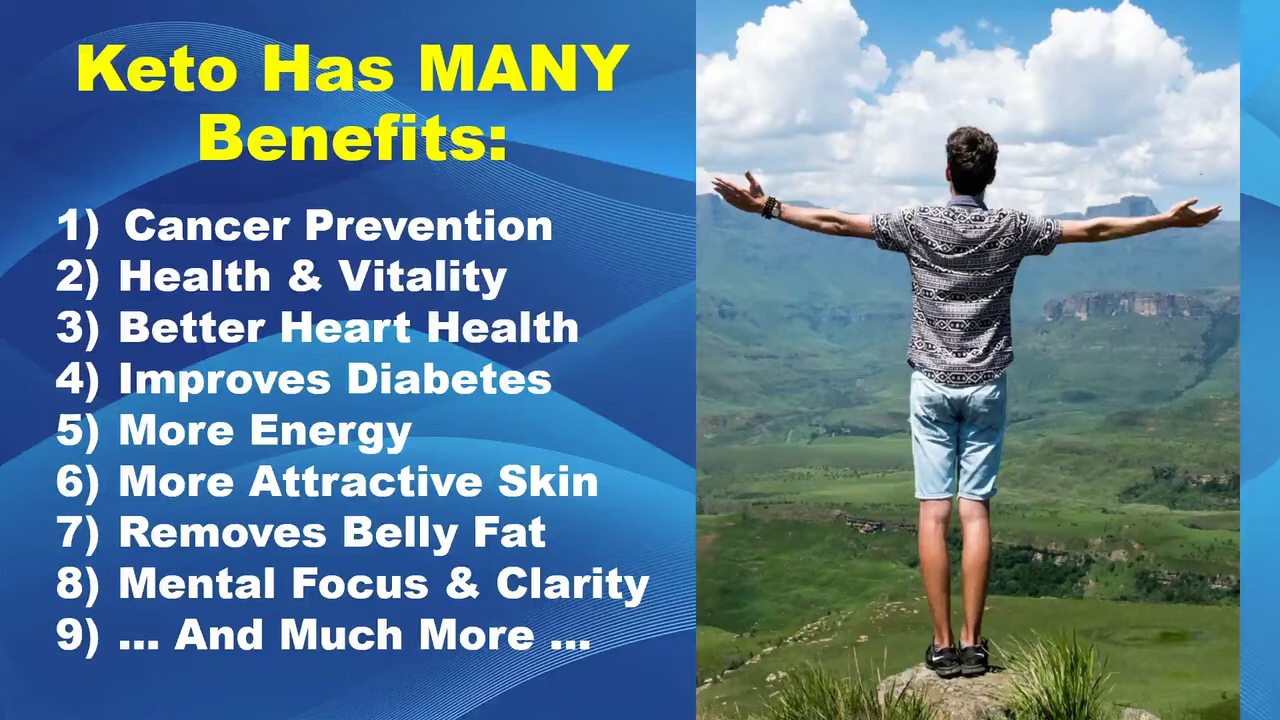 Keto Has MANY
Benefits:
1) Cancer Prevention
2) Health & Vitality
3) Better Heart Health
4) Improves Diabetes
5) More Energy
6) More Attractive Skin
7) Removes Belly Fat
8) Mental Focus & Clarity
9) ... And Much More ...